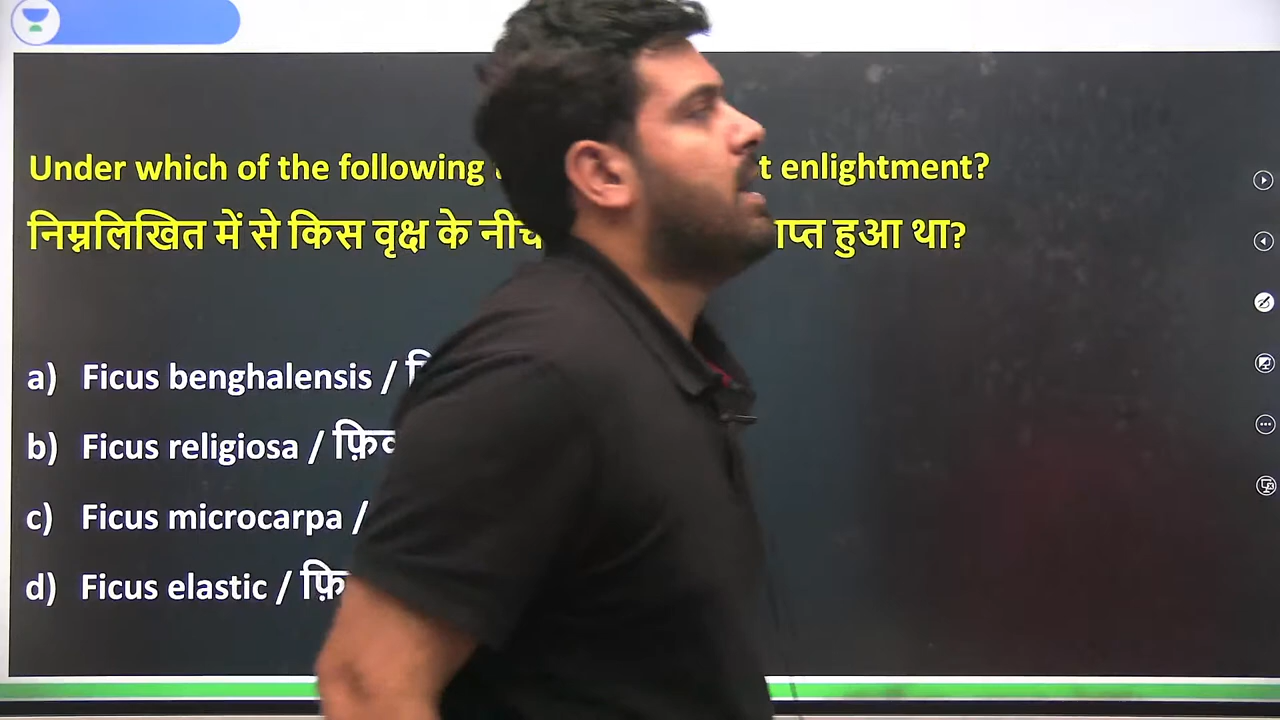 Under which of the following t enlightment?
निम्नलिखित में से किस वृक्ष के हुआ था?
a) Ficus benghalensis /
b) Ficus religiosa /
c) Ficus microcarpa /
d) Ficus elastic /